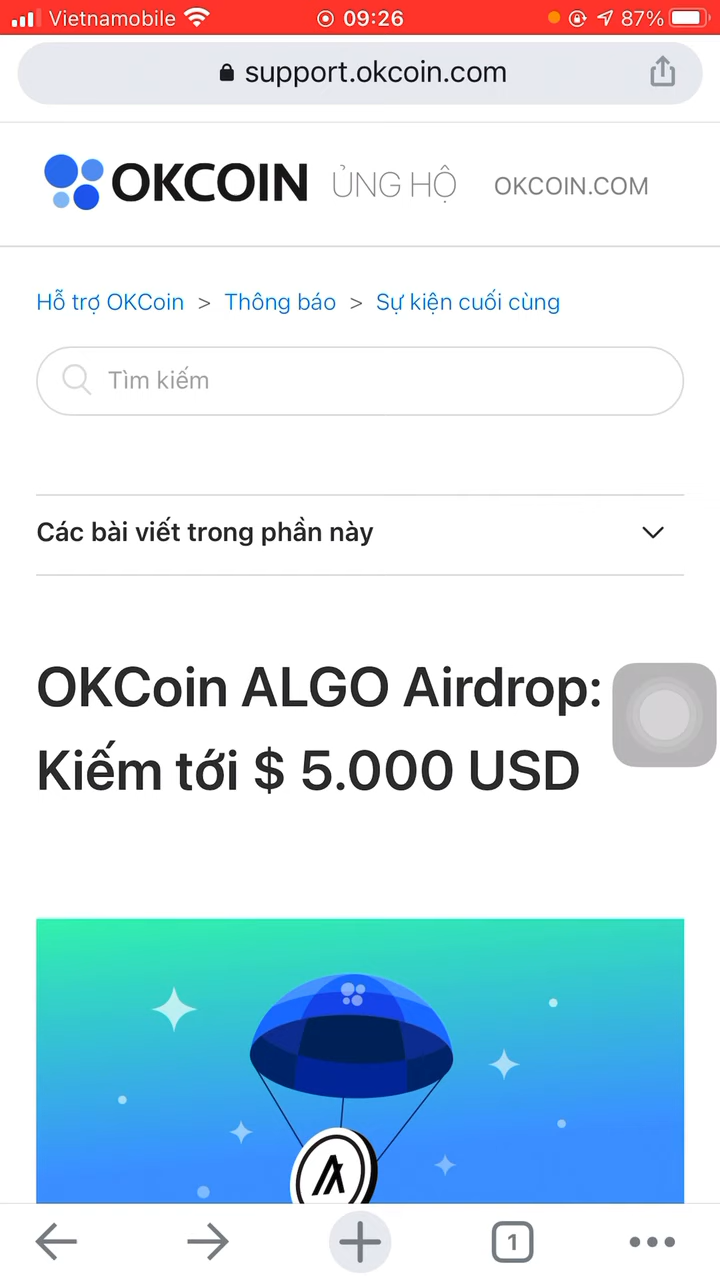 Vietnamobile 09:26 87%
support.okcoin.com
OKCOIN ỦNG HỘ OKCOIN.COM
Hỗ trợ OKCoin > Thông báo > Sự kiện cuối cùng
Tìm kiếm
Các bài viết trong phần này
OKCoin ALGO Airdrop:
Kiếm tới $ 5.000 USD
1